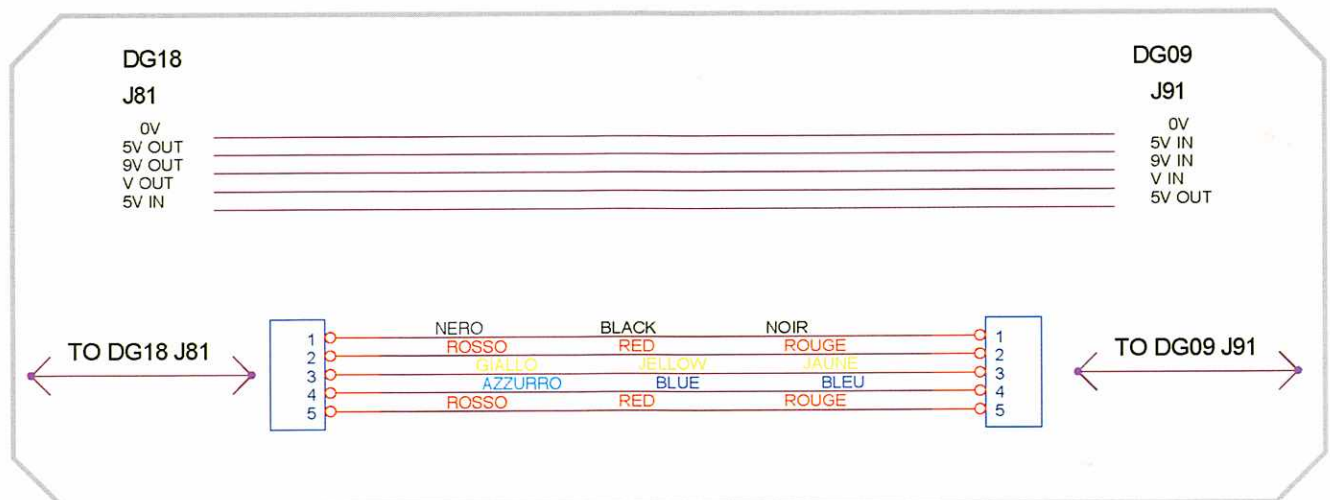 DG18 DG09
J81 J91
0V 0V
5V OUT 5V IN
9V OUT 9V IN
V OUT V IN
5V IN 5V OUT
1 NERO BLACK NOIR 1
2 ROSSO RED ROUGE 2
3 GIALLO JELLOW JAUNE 3
TO DG18 J81 TO DG09 J91
4 AZZURRO BLUE BLEU 4
5 ROSSO RED ROUGE 5